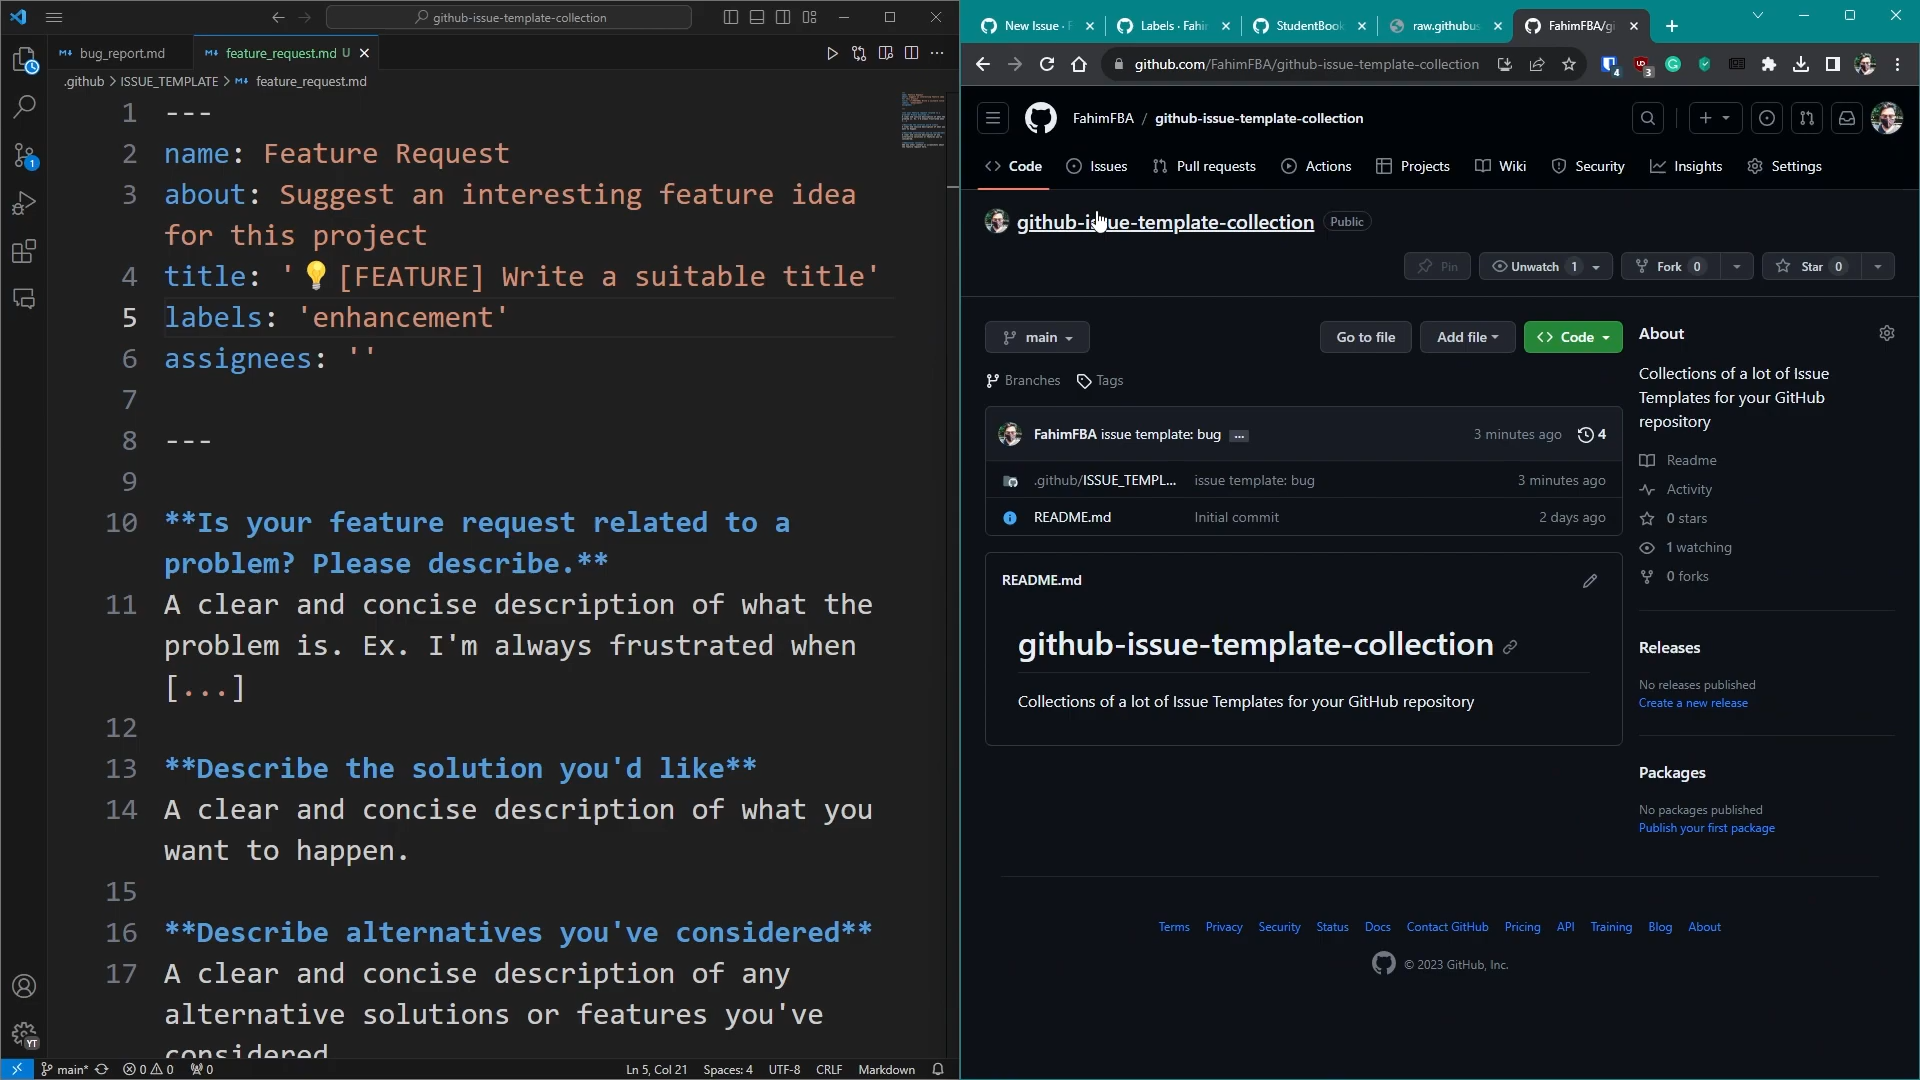 github-issue-template-collection
bug_report.md
feature_request.md U
.github > ISSUE_TEMPLATE > feature_request.md
1 ---
2 name: Feature Request
3 about: Suggest an interesting feature idea
for this project
4 title: '💡[FEATURE] Write a suitable title'
5 labels: 'enhancement'
6 assignees: ''
7
8 ---
9
10 **Is your feature request related to a
problem? Please describe.**
11 A clear and concise description of what the
problem is. Ex. I'm always frustrated when
[...]
12
13 **Describe the solution you'd like**
14 A clear and concise description of what you
want to happen.
15
16 **Describe alternatives you've considered**
17 A clear and concise description of any
alternative solutions or features you've
considered
1
YT
main* 0 0 0 Ln 5, Col 21 Spaces: 4 UTF-8 CRLF Markdown
New Issue · F
Labels · Fahi
StudentBook
raw.githubus
FahimFBA/gi
github.com/FahimFBA/github-issue-template-collection
4
3
FahimFBA / github-issue-template-collection
Code Issues Pull requests Actions Projects Wiki Security Insights Settings
github-issue-template-collection Public
Pin Unwatch 1 Fork 0 Star 0
main Go to file Add file Code
Branches Tags
FahimFBA issue template: bug ... 3 minutes ago 4
.github/ISSUE_TEMPL... issue template: bug 3 minutes ago
README.md Initial commit 2 days ago
README.md
github-issue-template-collection
Collections of a lot of Issue Templates for your GitHub repository
About
Collections of a lot of Issue
Templates for your GitHub
repository
Readme
Activity
0 stars
1 watching
0 forks
Releases
No releases published
Create a new release
Packages
No packages published
Publish your first package
Terms Privacy Security Status Docs Contact GitHub Pricing API Training Blog About
© 2023 GitHub, Inc.